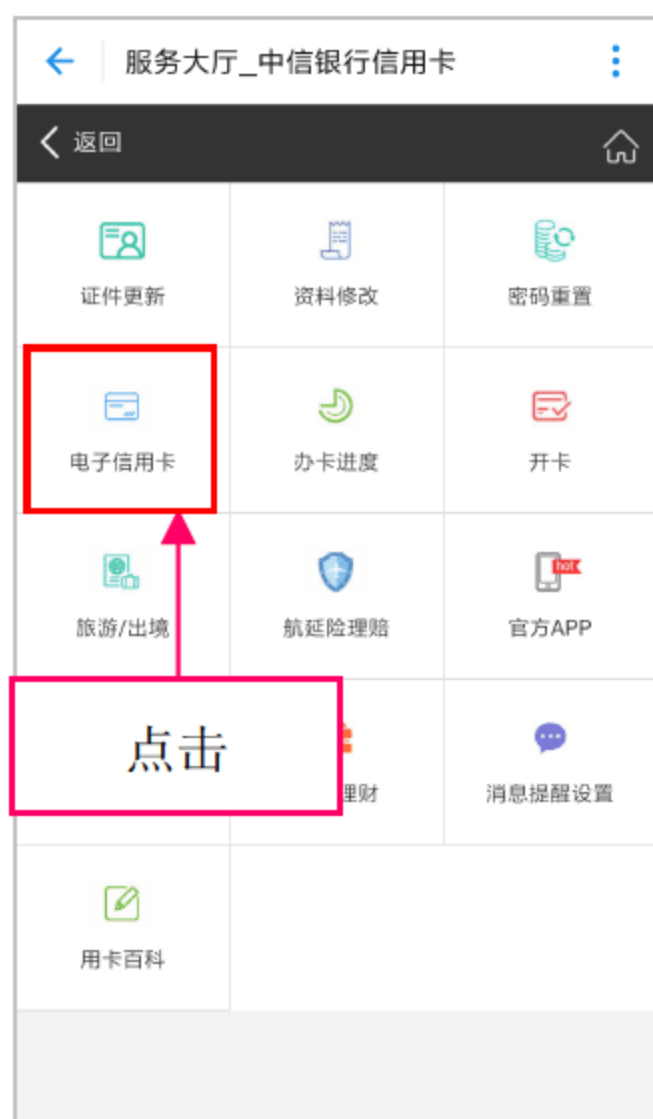 服务大厅_中信银行信用卡
返回
证件更新
资料修改
密码重置
电子信用卡
办卡进度
开卡
hot
旅游/出境
航延险理赔
官方APP
点击
理财
消息提醒设置
用卡百科